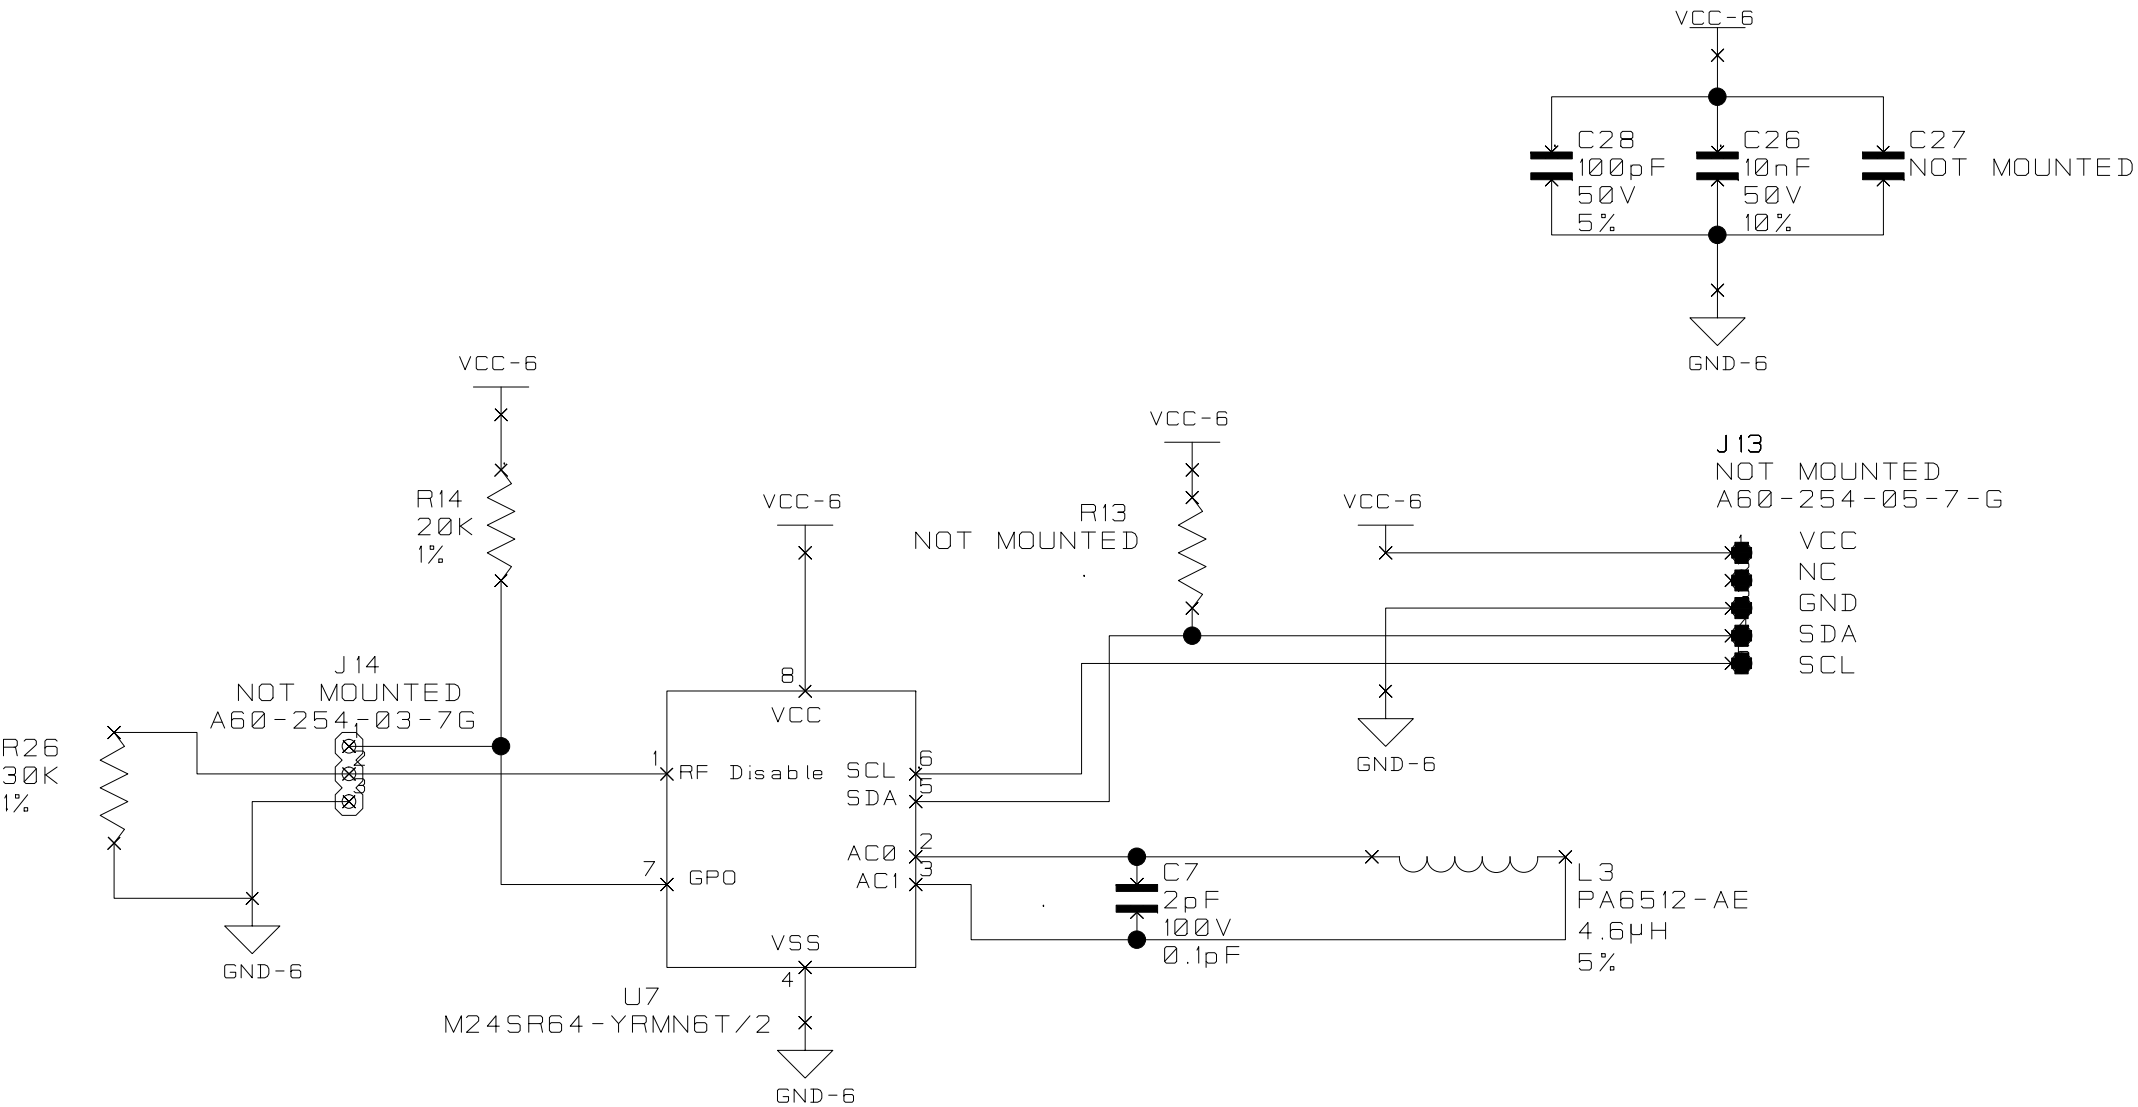 VCC-6
C28
100pF
50V
5%
C26
10nF
50V
10%
C27
NOT MOUNTED
GND-6
VCC-6
R14
20K
1%
VCC-6
VCC-6
R13
NOT MOUNTED
VCC-6
J13
NOT MOUNTED
A60-254-05-7-G
1
VCC
NC
GND
SDA
SCL
GND-6
J14
NOT MOUNTED
A60-254-03-7G
1
2
3
R26
30K
1%
GND-6
8
VCC
1
RF Disable
SCL
6
SDA
5
AC0
2
AC1
3
7
GPO
VSS
4
C7
2pF
100V
0.1pF
L3
PA6512-AE
4.6µH
5%
U7
M24SR64-YRMN6T/2
GND-6